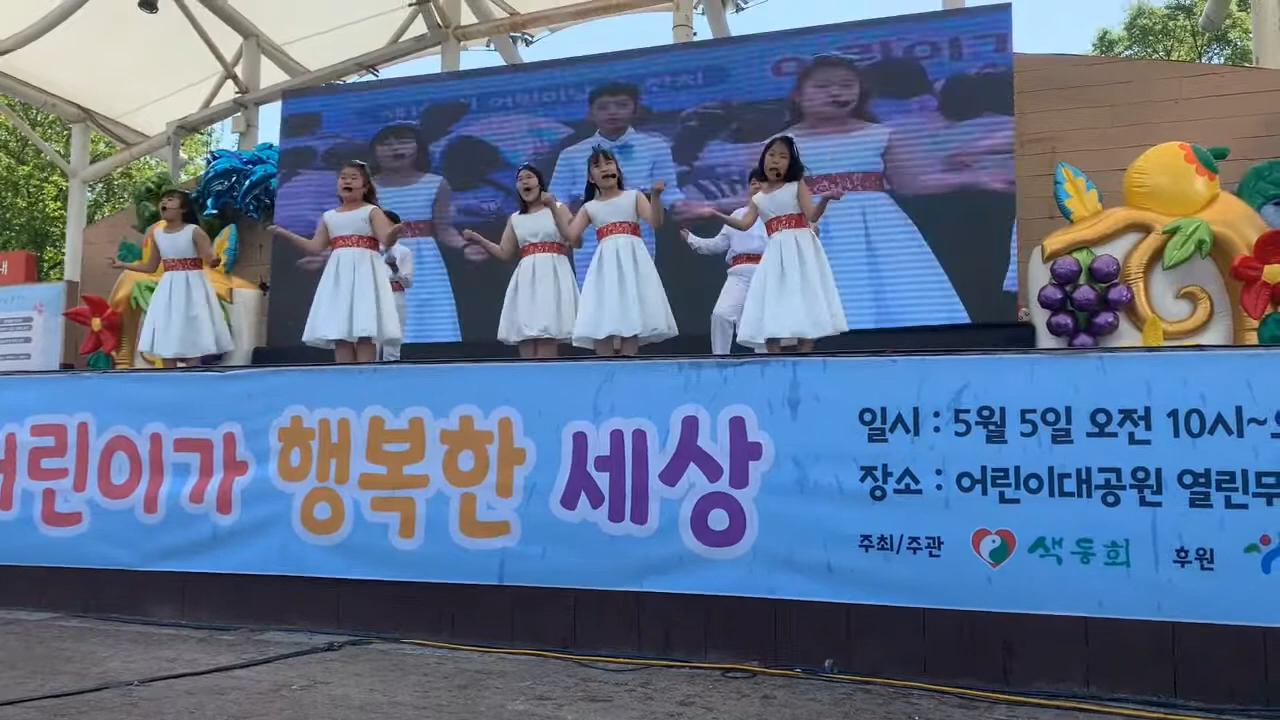 어린이가 행복한 세상
일시 : 5월 5일 오전 10시~
장소 : 어린이대공원 열린무
주최/주관 색동회 후원